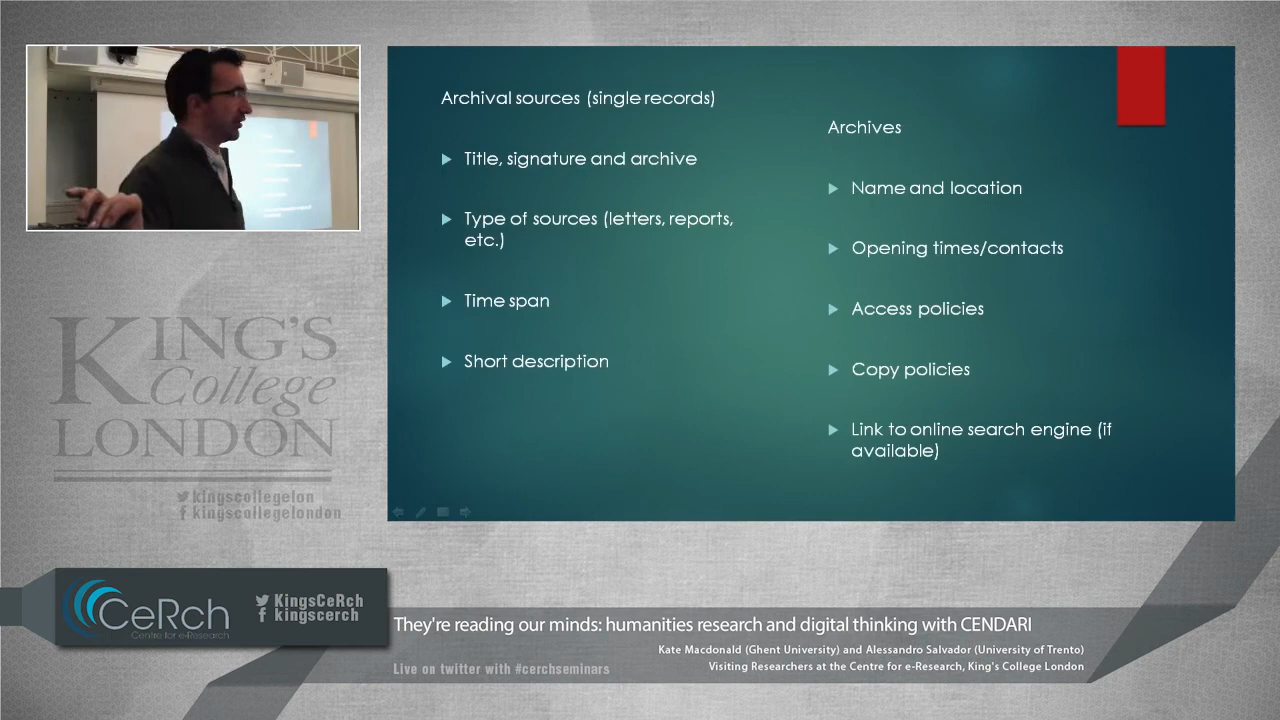 Archival sources (single records)
Title, signature and archive
Type of sources (letters, reports,
etc.)
Time span
Short description
Archives
Name and location
Opening times/contacts
Access policies
Copy policies
Link to online search engine (if
available)
KING'S
College
LONDON
kingscollegelon
kingscollegelondon
CeRch
Centre for e-Research
KingsCeRch
kingscerch
They're reading our minds: humanities research and digital thinking with CENDARI
Kate Macdonald (Ghent University) and Alessandro Salvador (University of Trento)
Visiting Researchers at the Centre for e-Research, King's College London
Live on twitter with #cerchseminars